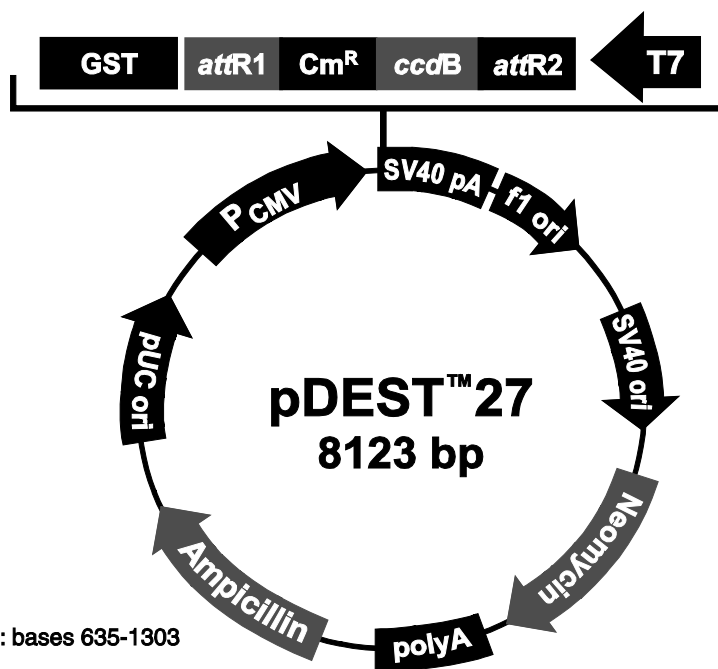 GST attR1 Cmᴿ ccdB attR2 T7
P CMV
SV40 pA
f1 ori
SV40 ori
pUC ori
pDEST™27
8123 bp
Neomycin
Ampicillin
polyA
: bases 635-1303